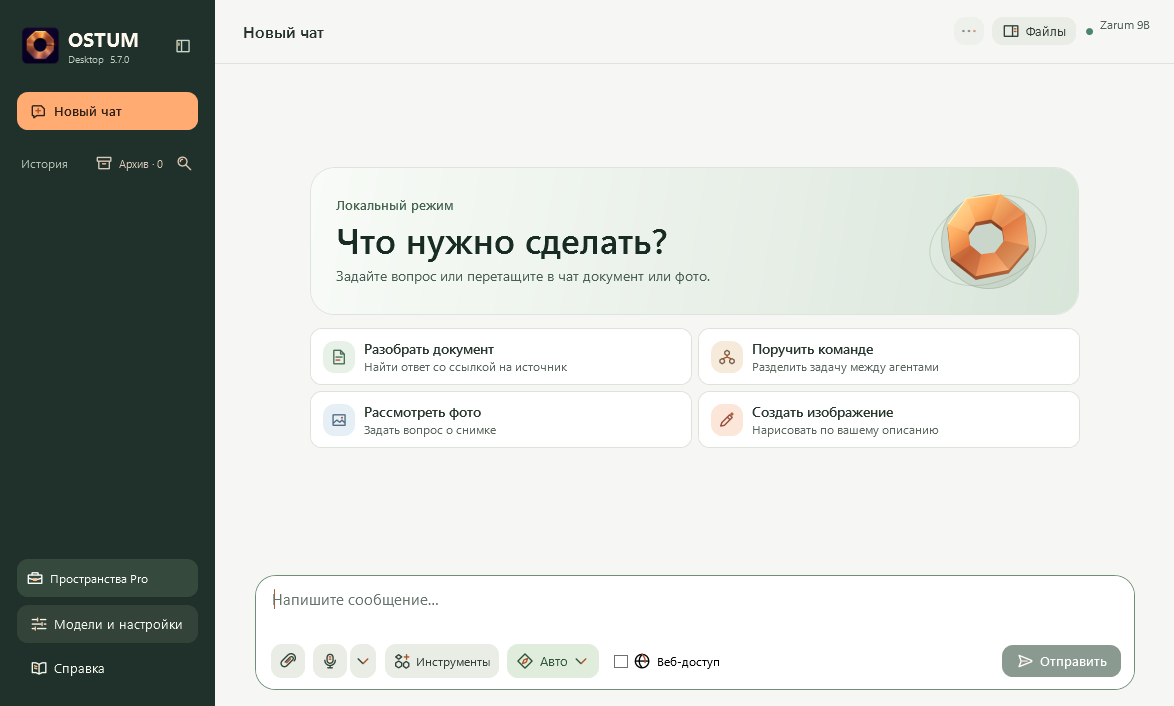 OSTUM
Desktop 5.7.0
Новый чат
История
Архив · 0
Пространства Pro
Модели и настройки
Справка
Новый чат
Файлы
Zarum 9B
Локальный режим
Что нужно сделать?
Задайте вопрос или перетащите в чат документ или фото.
Разобрать документ
Найти ответ со ссылкой на источник
Поручить команде
Разделить задачу между агентами
Рассмотреть фото
Задать вопрос о снимке
Создать изображение
Нарисовать по вашему описанию
Напишите сообщение...
Инструменты
Авто
Веб-доступ
Отправить